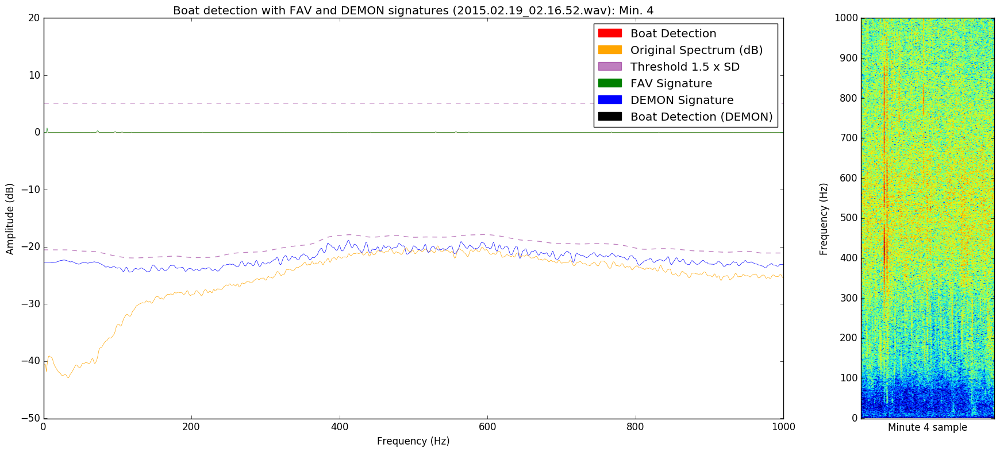 Boat detection with FAV and DEMON signatures (2015.02.19_02.16.52.wav): Min. 4
20
10
0
−10
−20
−30
−40
−50
Amplitude (dB)
Boat Detection
Original Spectrum (dB)
Threshold 1.5 x SD
FAV Signature
DEMON Signature
Boat Detection (DEMON)
0
200
400
600
800
1000
Frequency (Hz)
1000
900
800
700
600
500
400
300
200
100
0
Frequency (Hz)
Minute 4 sample